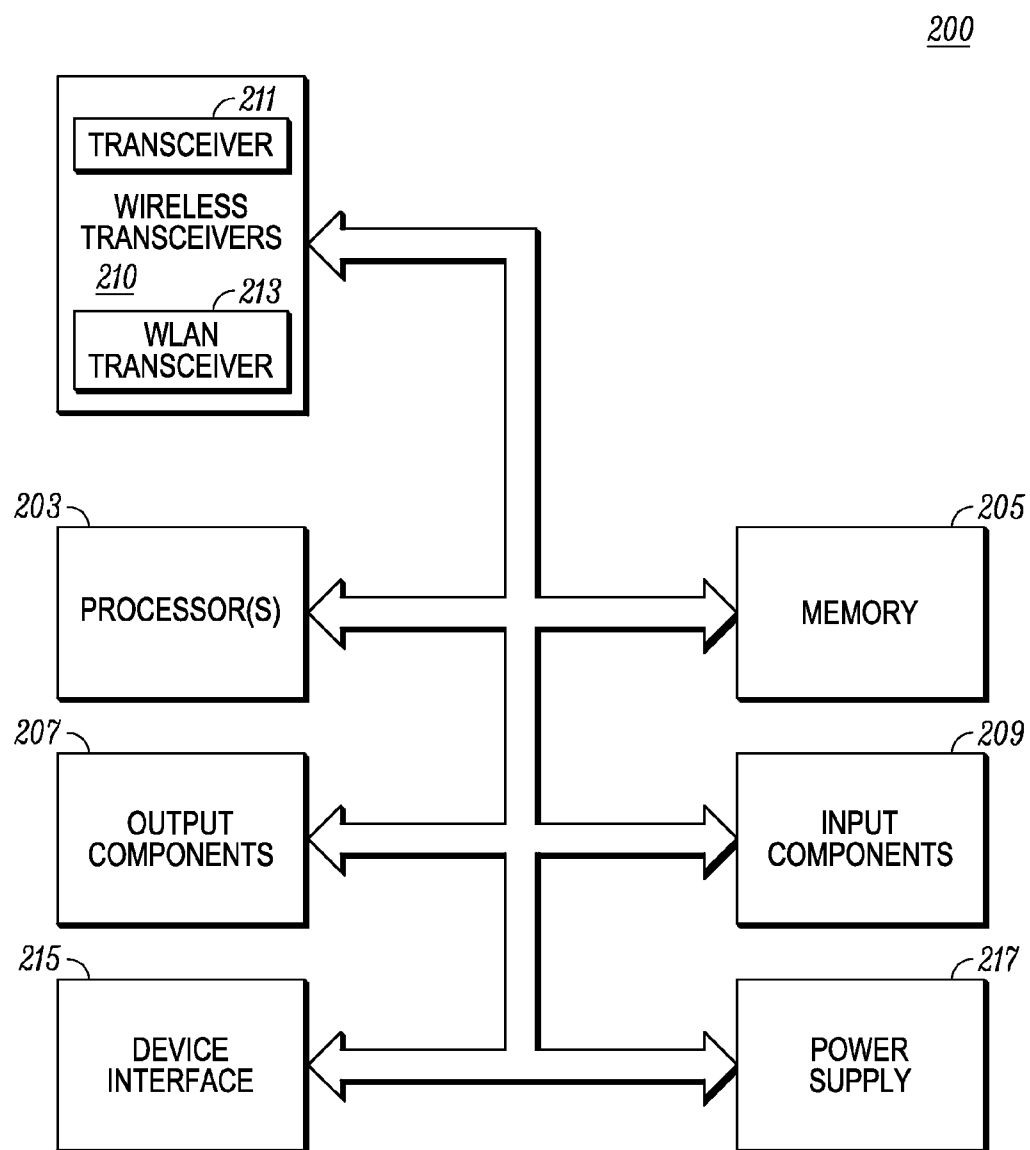 200
211
TRANSCEIVER
WIRELESS
TRANSCEIVERS
210
213
WLAN
TRANSCEIVER
203
PROCESSOR(S)
205
MEMORY
207
OUTPUT
COMPONENTS
209
INPUT
COMPONENTS
215
DEVICE
INTERFACE
217
POWER
SUPPLY